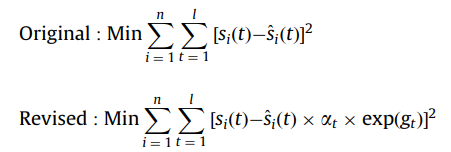 Original : Min ∑_{i=1}^{n} ∑_{t=1}^{l} [s_i(t)−ŝ_i(t)]²
Revised : Min ∑_{i=1}^{n} ∑_{t=1}^{l} [s_i(t)−ŝ_i(t) × α_t × exp(g_t)]²